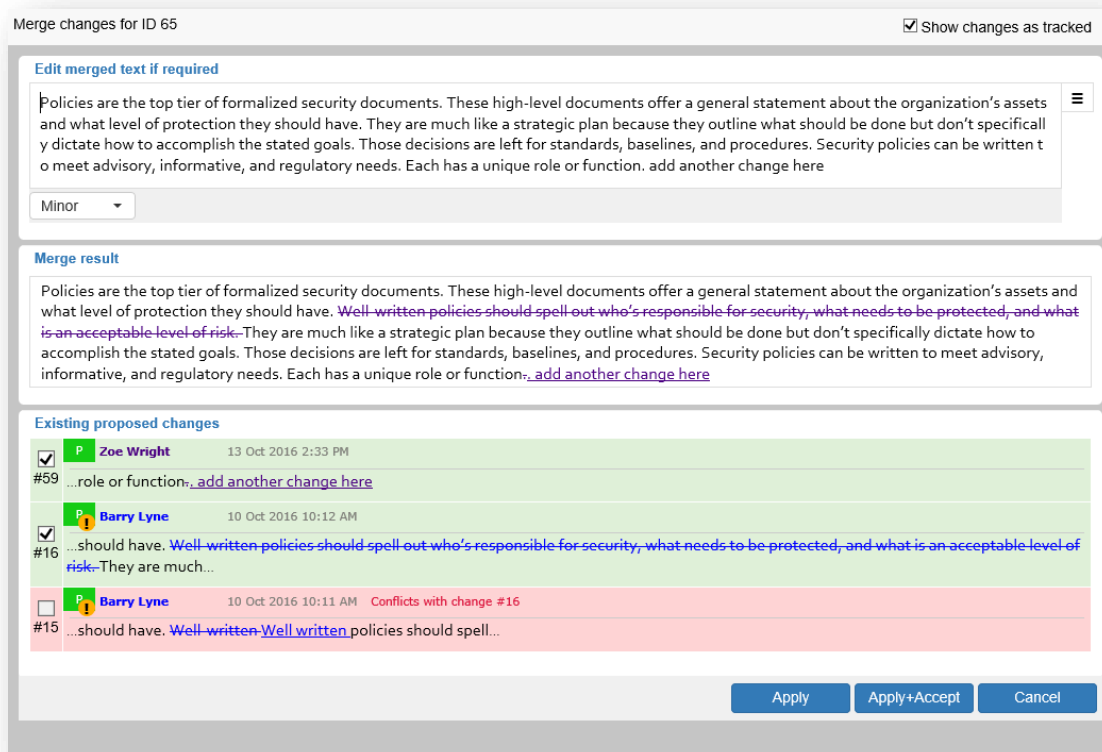 Merge changes for ID 65
Show changes as tracked
Edit merged text if required
Policies are the top tier of formalized security documents. These high-level documents offer a general statement about the organization’s assets
and what level of protection they should have. They are much like a strategic plan because they outline what should be done but don’t specificall
y dictate how to accomplish the stated goals. Those decisions are left for standards, baselines, and procedures. Security policies can be written t
o meet advisory, informative, and regulatory needs. Each has a unique role or function. add another change here
Minor
Merge result
Policies are the top tier of formalized security documents. These high-level documents offer a general statement about the organization’s assets and
what level of protection they should have. Well-written policies should spell out who’s responsible for security, what needs to be protected, and what
is an acceptable level of risk. They are much like a strategic plan because they outline what should be done but don’t specifically dictate how to
accomplish the stated goals. Those decisions are left for standards, baselines, and procedures. Security policies can be written to meet advisory,
informative, and regulatory needs. Each has a unique role or function.. add another change here
Existing proposed changes
P Zoe Wright 13 Oct 2016 2:33 PM
#59 ...role or function.. add another change here
P ! Barry Lyne 10 Oct 2016 10:12 AM
#16 ...should have. Well-written policies should spell out who’s responsible for security, what needs to be protected, and what is an acceptable level of
risk. They are much...
P ! Barry Lyne 10 Oct 2016 10:11 AM Conflicts with change #16
#15 ...should have. Well-written Well written policies should spell...
Apply Apply+Accept Cancel